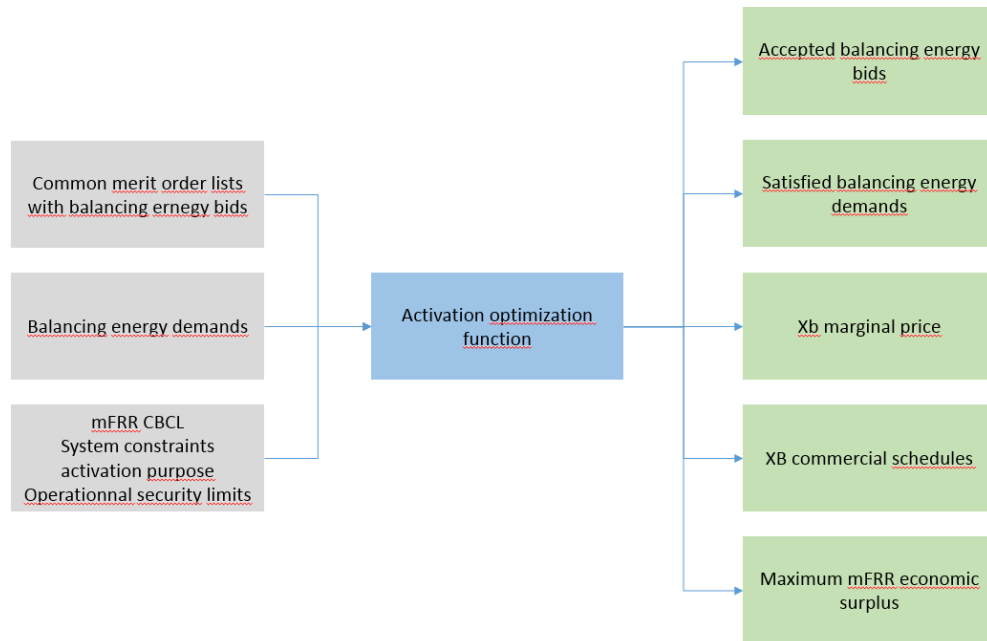 Common merit order lists
with balancing ernegy bids
Balancing energy demands
mFRR CBCL
System constraints
activation purpose
Operationnal security limits
Activation optimization
function
Accepted balancing energy
bids
Satisfied balancing energy
demands
Xb marginal price
XB commercial schedules
Maximum mFRR economic
surplus